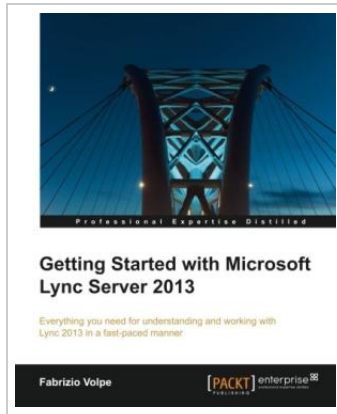 Professional Expertise Distilled
Getting Started with Microsoft
Lync Server 2013
Everything you need for understanding and working with
Lync 2013 in a fast-paced manner
Fabrizio Volpe
[PACKT] enterprise
PUBLISHING